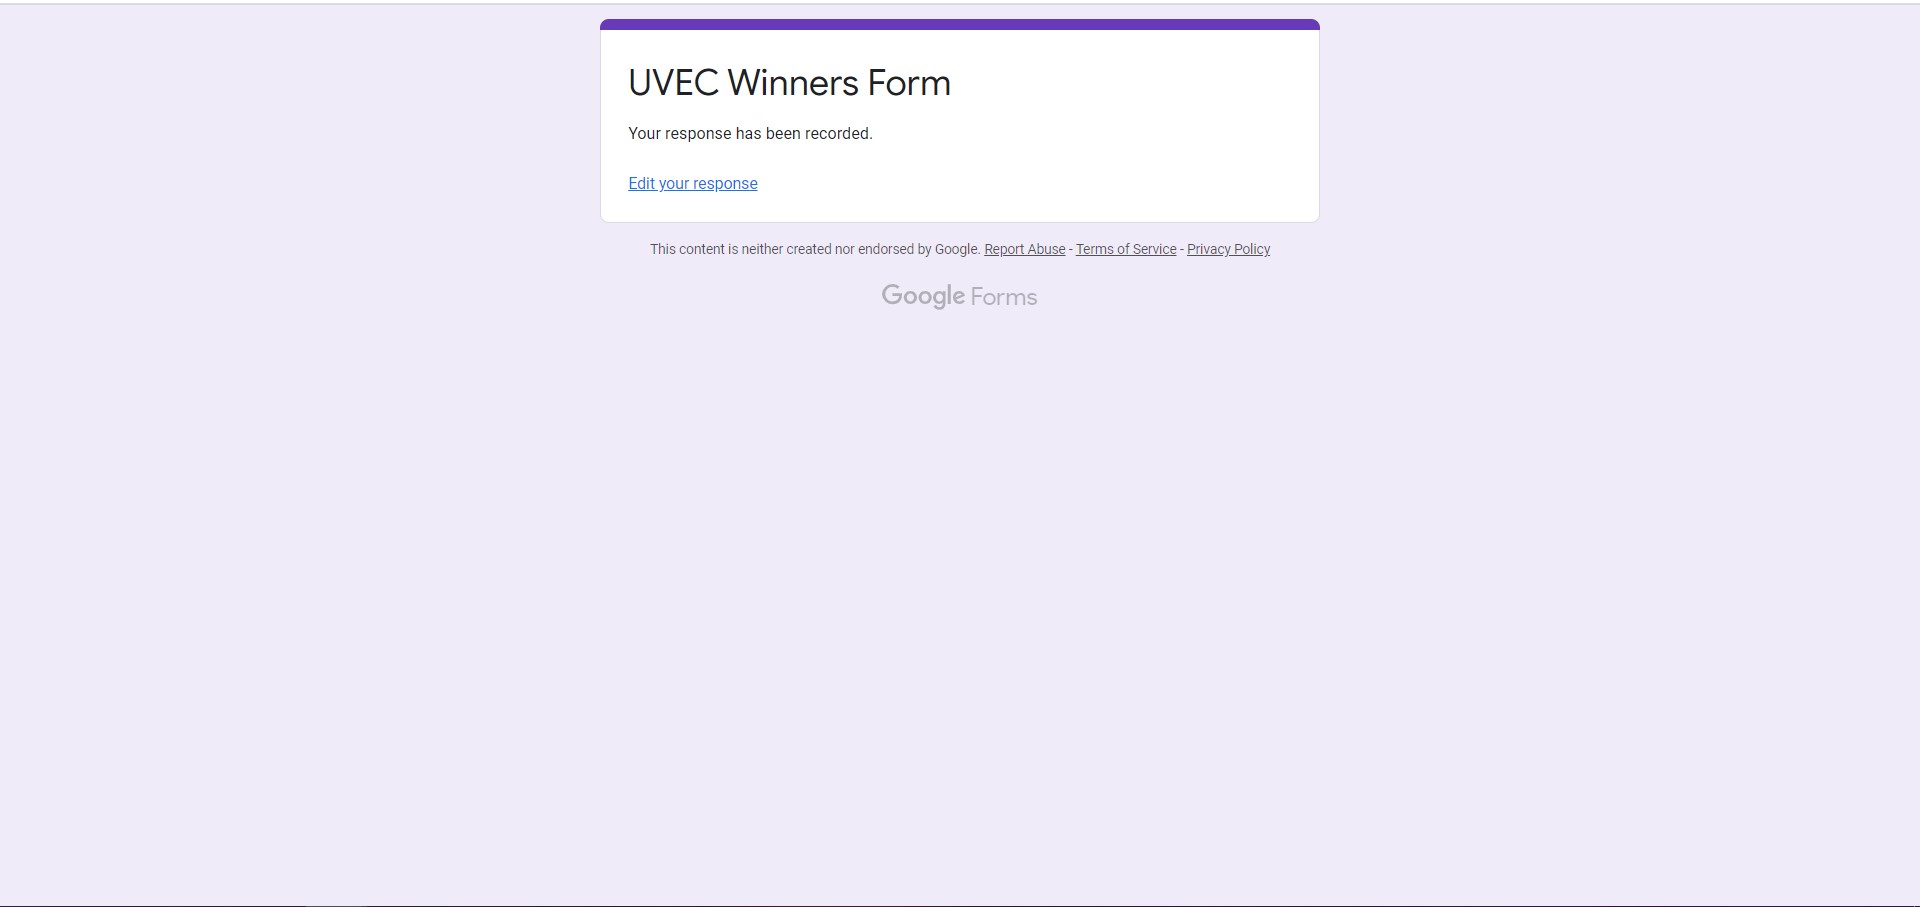 UVEC Winners Form
Your response has been recorded.
Edit your response
This content is neither created nor endorsed by Google. Report Abuse - Terms of Service - Privacy Policy
Google Forms